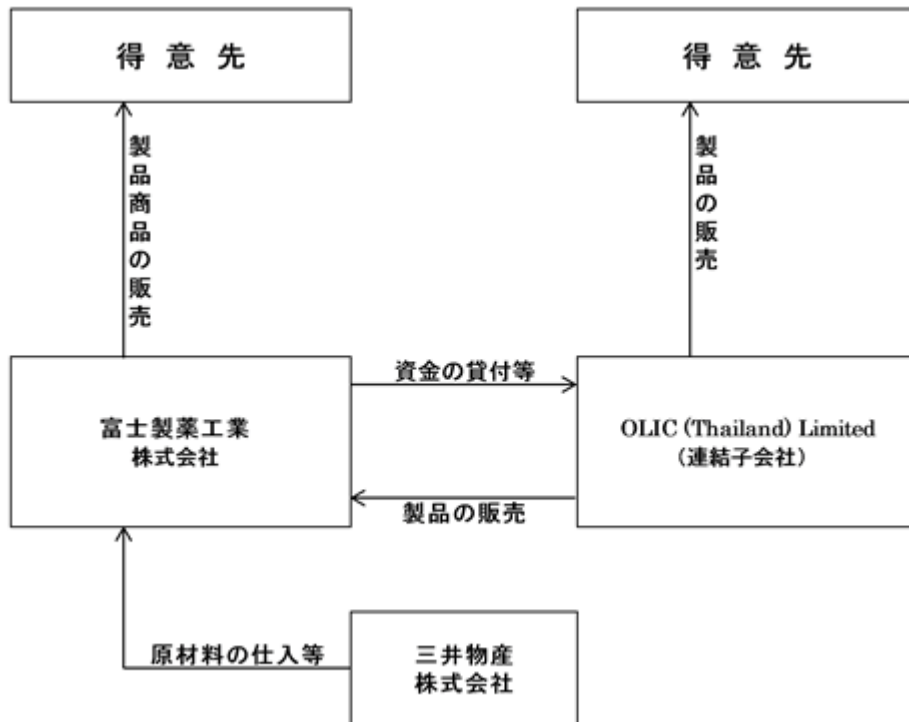 得意先
得意先
製品商品の販売
製品の販売
資金の貸付等
富士製薬工業
株式会社
OLIC (Thailand) Limited
(連結子会社)
製品の販売
原材料の仕入等
三井物産
株式会社